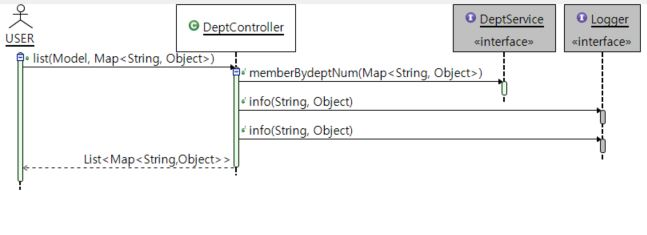 USER
C DeptController
I DeptService
«interface»
I Logger
«interface»
list(Model, Map<String, Object>)
memberBydeptNum(Map<String, Object>)
info(String, Object)
info(String, Object)
List<Map<String,Object>>